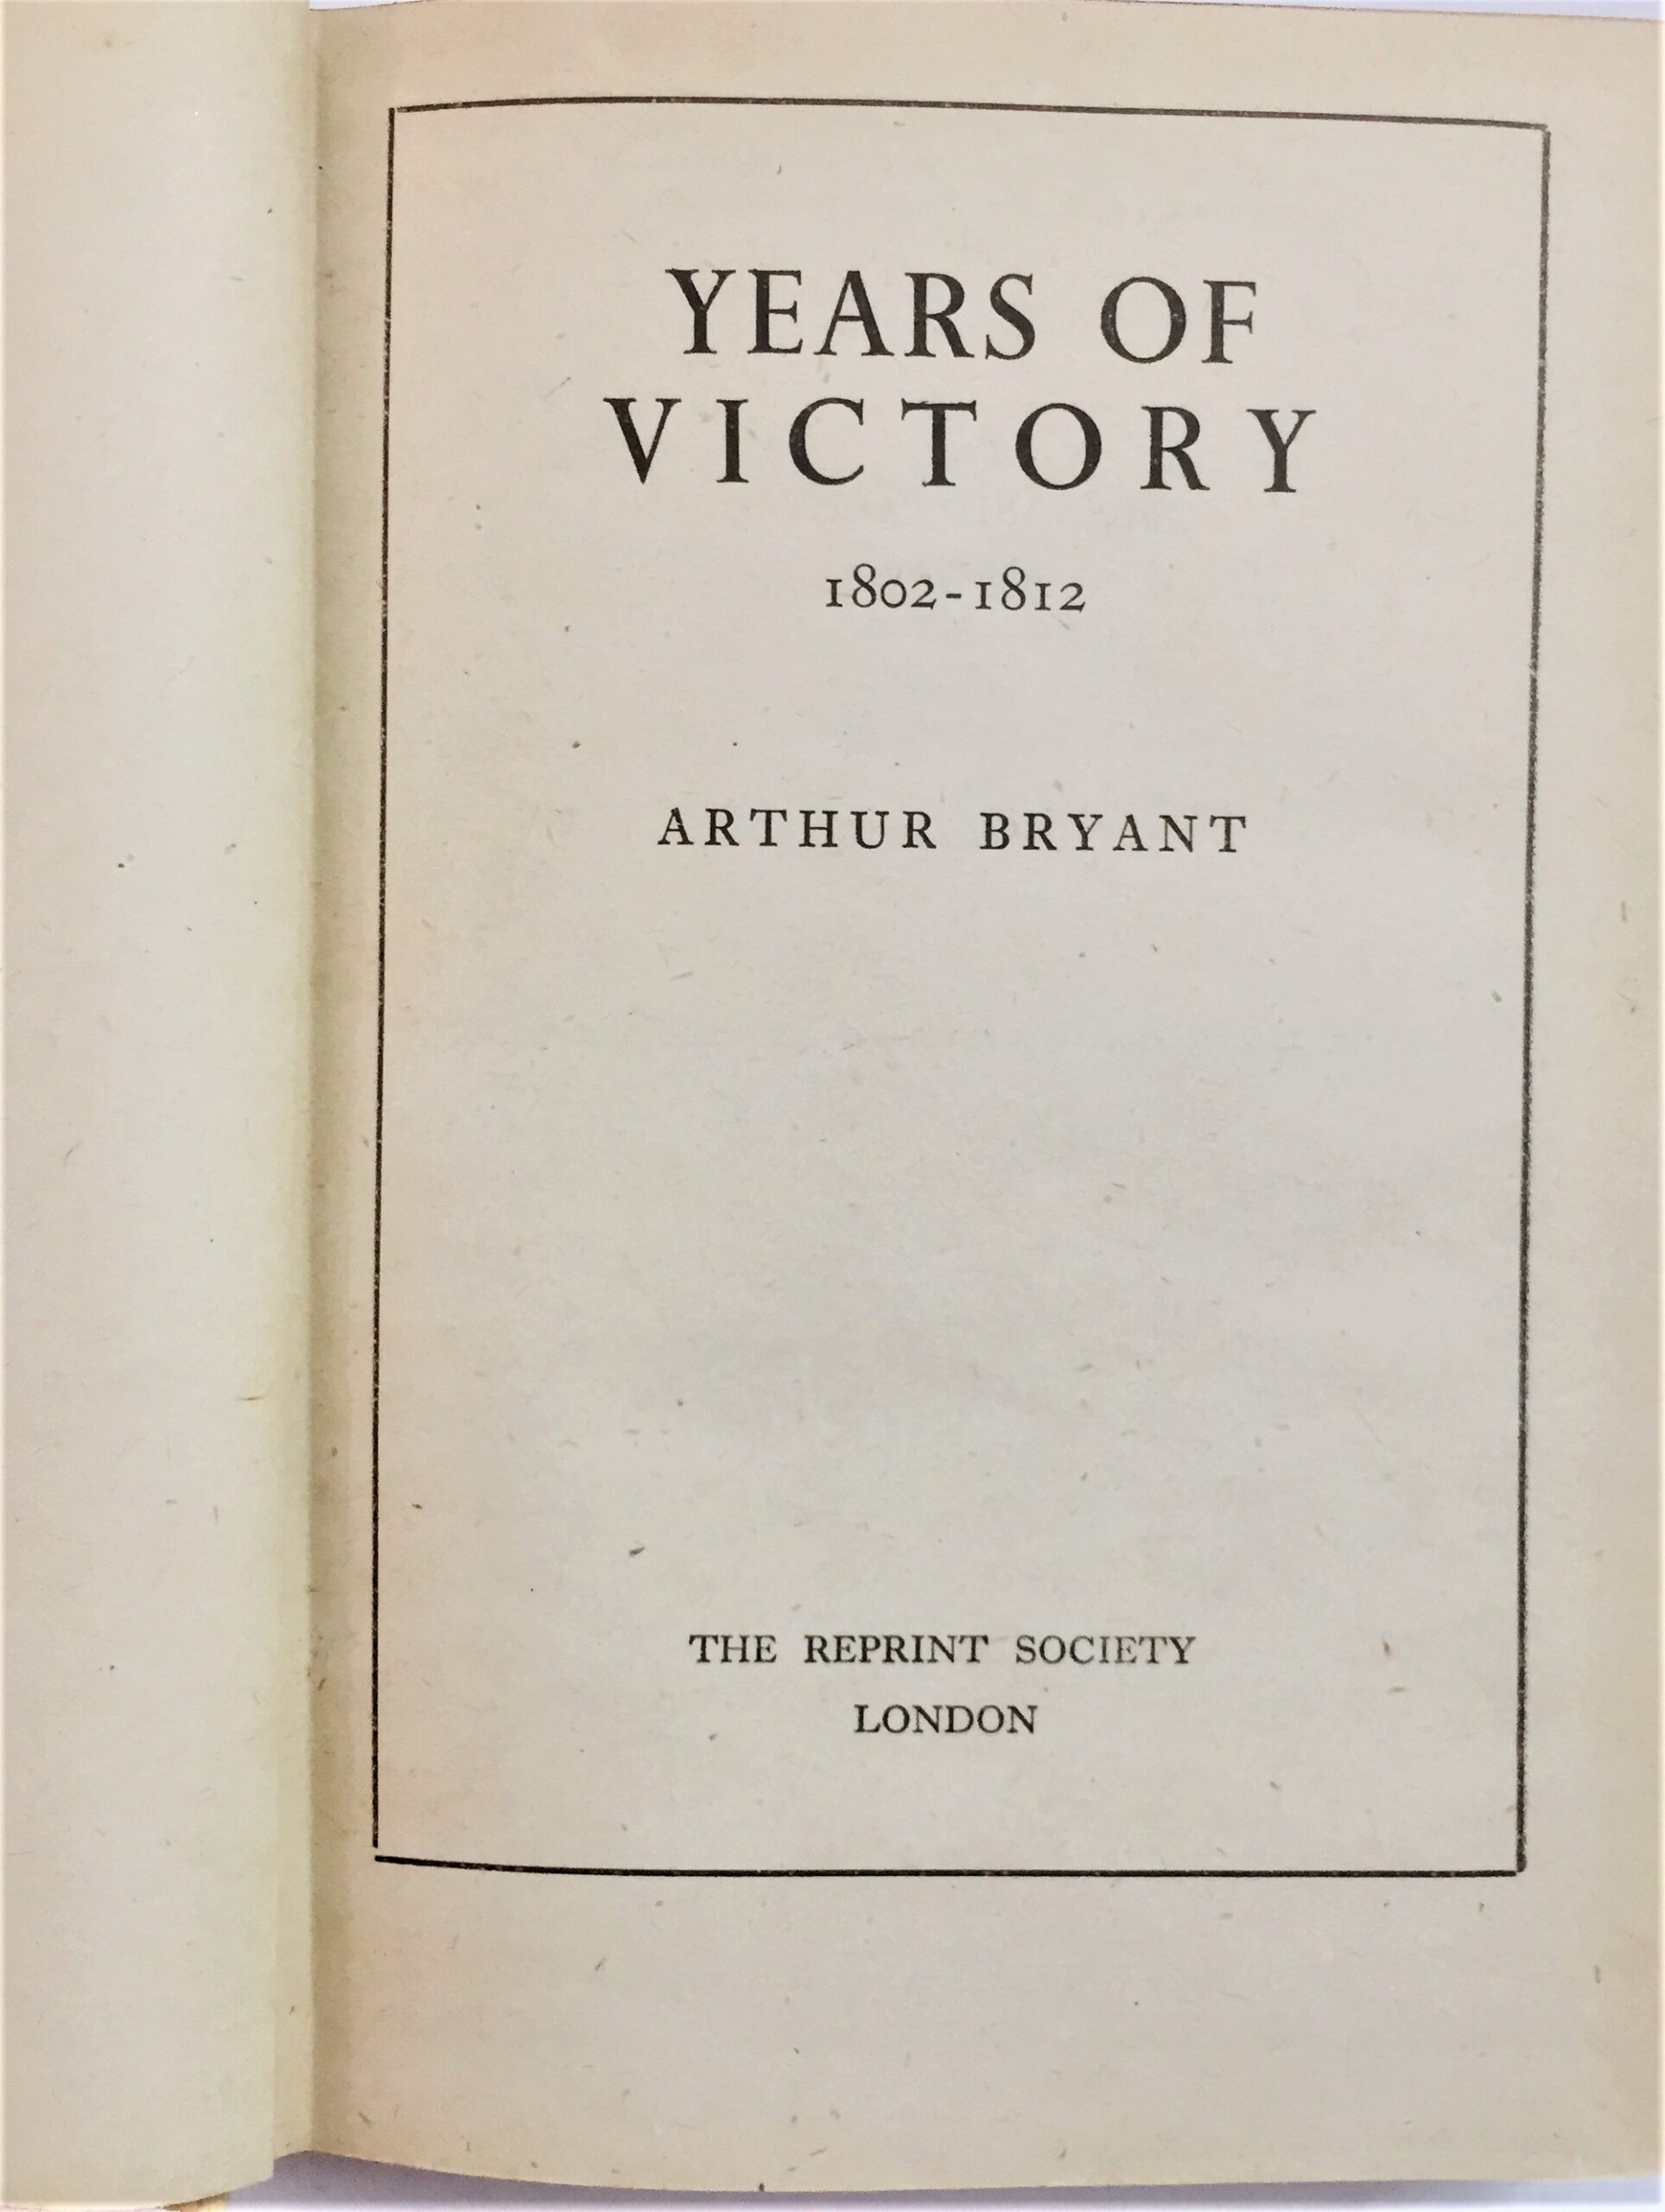 YEARS OF
VICTORY
1802-1812
ARTHUR BRYANT
THE REPRINT SOCIETY
LONDON